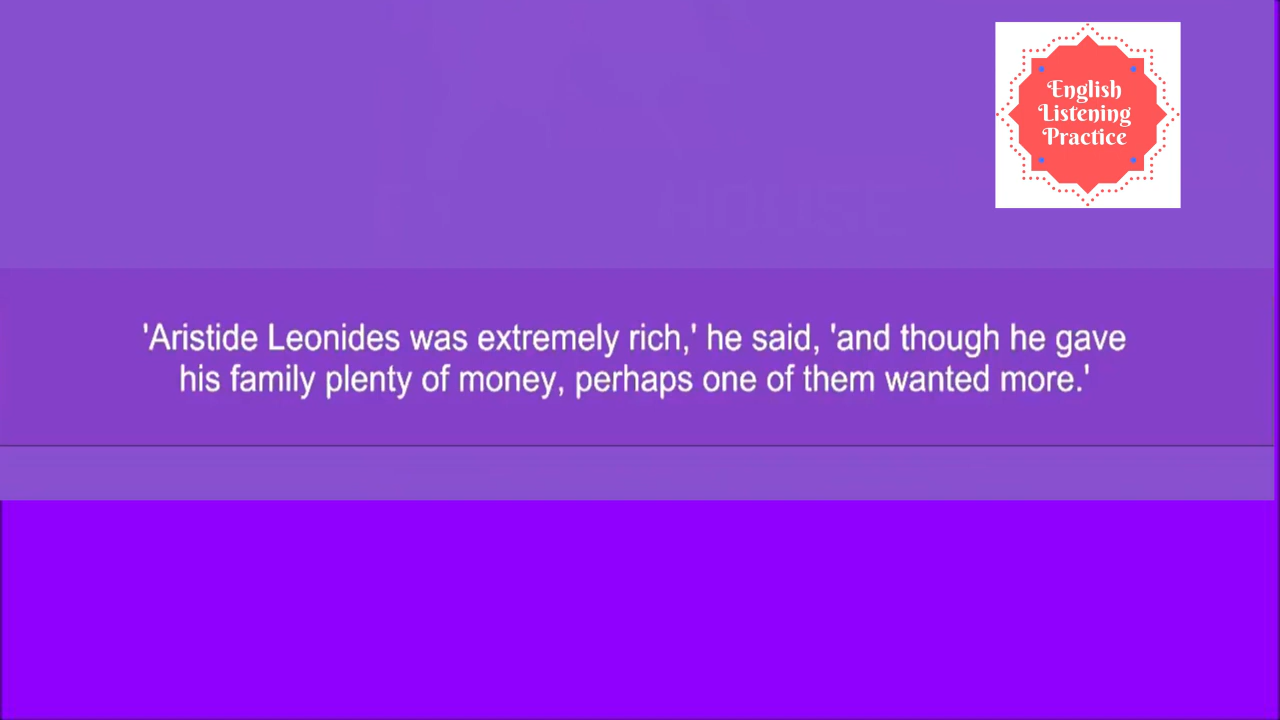 English
Listening
Practice
HOUSE
'Aristide Leonides was extremely rich,' he said, 'and though he gave
his family plenty of money, perhaps one of them wanted more.'